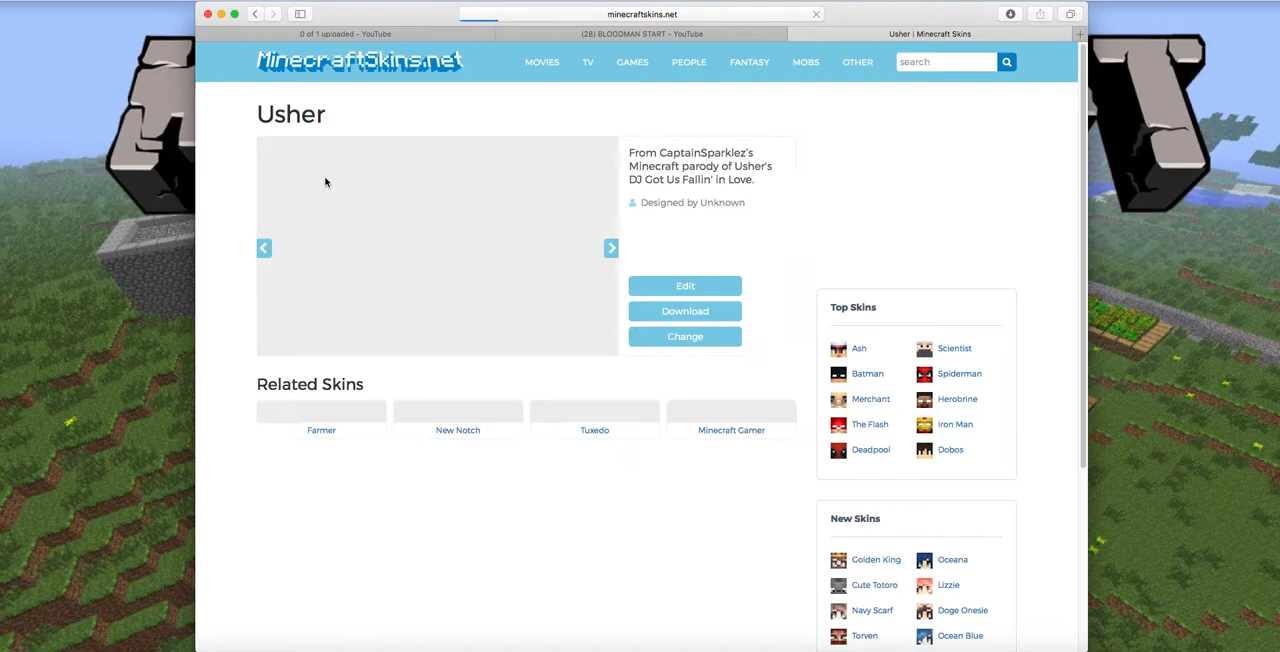 minecraftskins.net
0 of 1 uploaded - YouTube
(28) BLOODMAN START - YouTube
Usher | Minecraft Skins
MinecraftSkins.net
MOVIES
TV
GAMES
PEOPLE
FANTASY
MOBS
OTHER
search
Usher
From CaptainSparklez's
Minecraft parody of Usher's
DJ Got Us Fallin' in Love.
Designed by Unknown
Edit
Download
Change
Related Skins
Farmer
New Notch
Tuxedo
Minecraft Gamer
Top Skins
Ash
Scientist
Batman
Spiderman
Merchant
Herobrine
The Flash
Iron Man
Deadpool
Dobos
New Skins
Golden King
Oceana
Cute Totoro
Lizzie
Navy Scarf
Doge Onesie
Torven
Ocean Blue